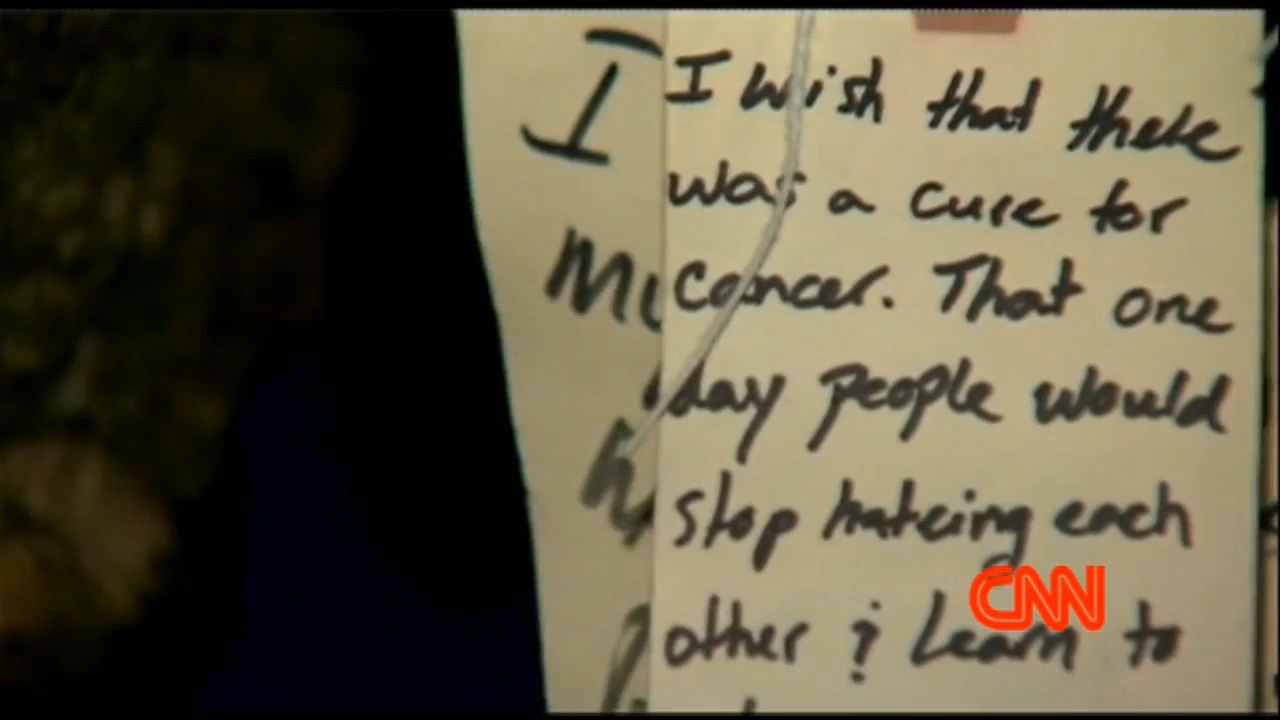 I
I wish that there
was a cure for
cancer. That one
day people would
stop hateing each
other & Learn to
CNN